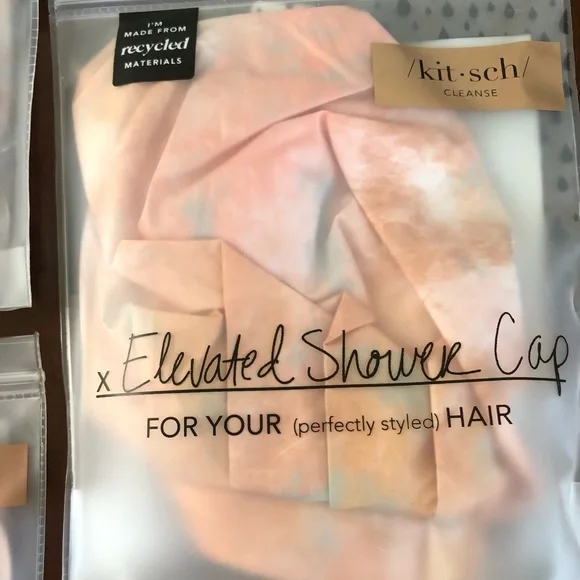 I'M
MADE FROM
recycled
MATERIALS
/kit·sch/
CLEANSE
x Elevated Shower Cap
FOR YOUR (perfectly styled) HAIR